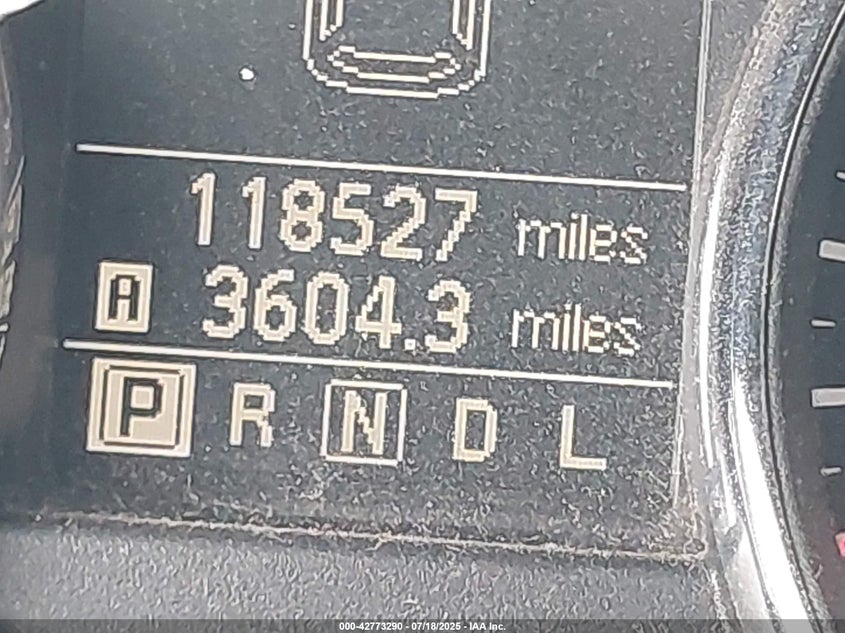 118527 miles
A 3604.3 miles
P R N D L
000-42773290 - 07/18/2025 - IAA Inc.